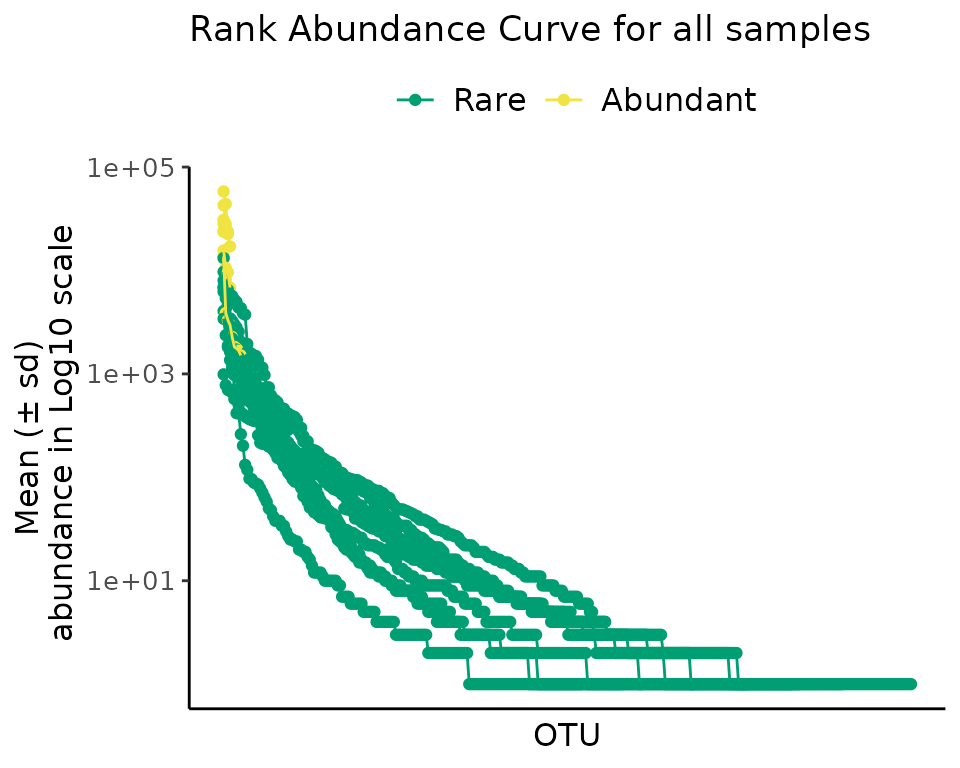 Rank Abundance Curve for all samples
Rare Abundant
1e+05
1e+03
1e+01
Mean (± sd)
abundance in Log10 scale
OTU